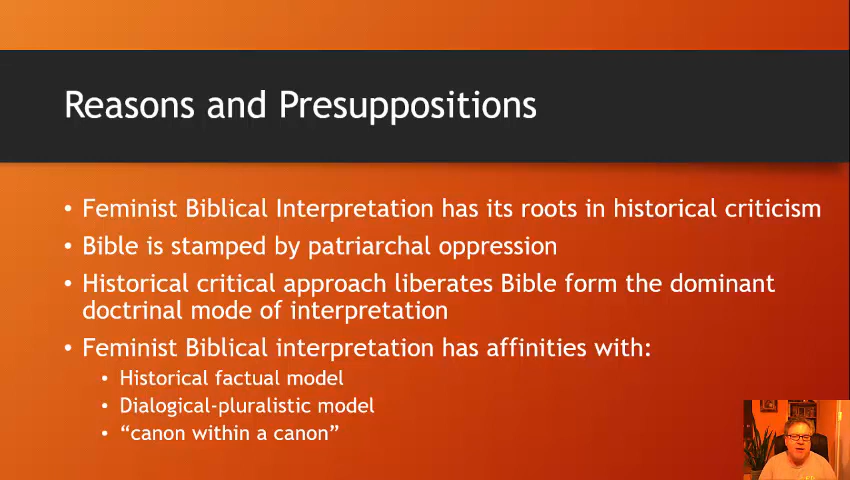 Reasons and Presuppositions
• Feminist Biblical Interpretation has its roots in historical criticism
• Bible is stamped by patriarchal oppression
• Historical critical approach liberates Bible form the dominant
doctrinal mode of interpretation
• Feminist Biblical interpretation has affinities with:
• Historical factual model
• Dialogical-pluralistic model
• “canon within a canon”